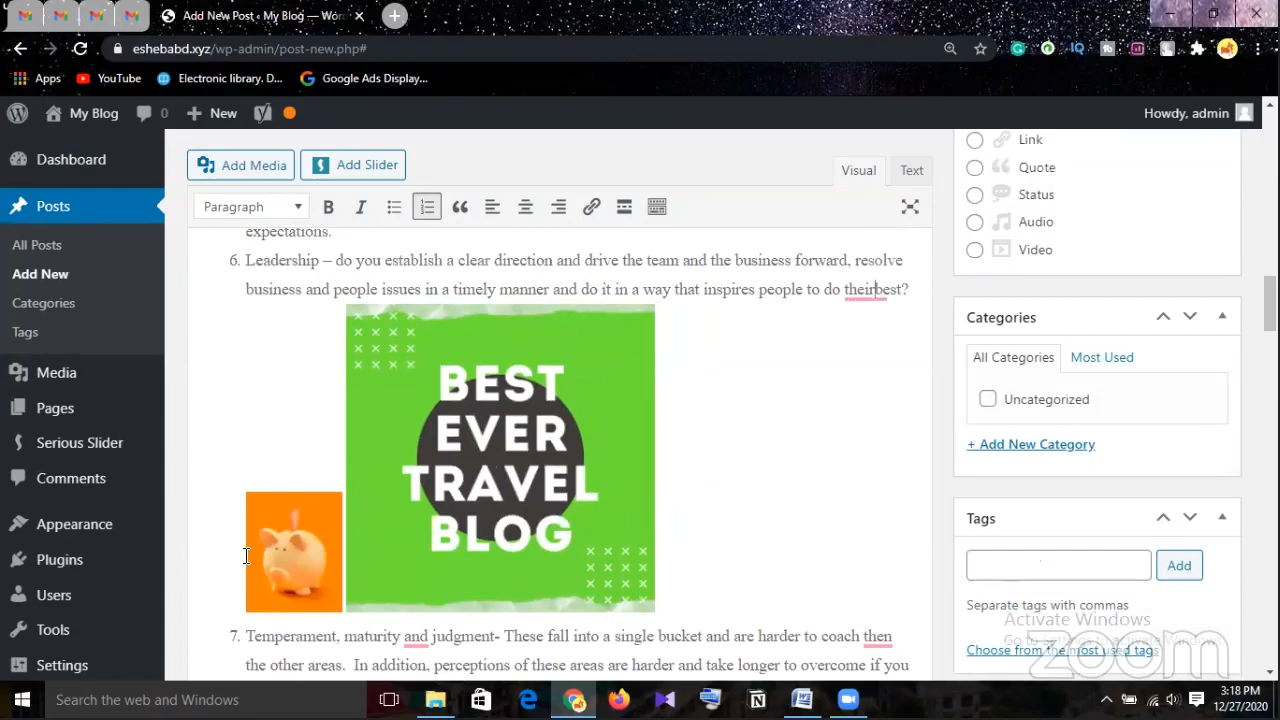 Add New Post ‹ My Blog — Wor
eshebabd.xyz/wp-admin/post-new.php#
Apps
YouTube
Electronic library. D...
Google Ads Display...
My Blog
0
New
Howdy, admin
Dashboard
Posts
All Posts
Add New
Categories
Tags
Media
Pages
Serious Slider
Comments
Appearance
Plugins
Users
Tools
Settings
Add Media
Add Slider
Visual
Text
Paragraph
expectations.
6. Leadership – do you establish a clear direction and drive the team and the business forward, resolve
business and people issues in a timely manner and do it in a way that inspires people to do theirbest?
BEST
EVER
TRAVEL
BLOG
7. Temperament, maturity and judgment- These fall into a single bucket and are harder to coach then
the other areas. In addition, perceptions of these areas are harder and take longer to overcome if you
Link
Quote
Status
Audio
Video
Categories
All Categories
Most Used
Uncategorized
+ Add New Category
Tags
Add
Separate tags with commas
Activate Windows
Go to Settings to activate Windows.
Choose from the most used tags
zoom
Search the web and Windows
3:18 PM
12/27/2020